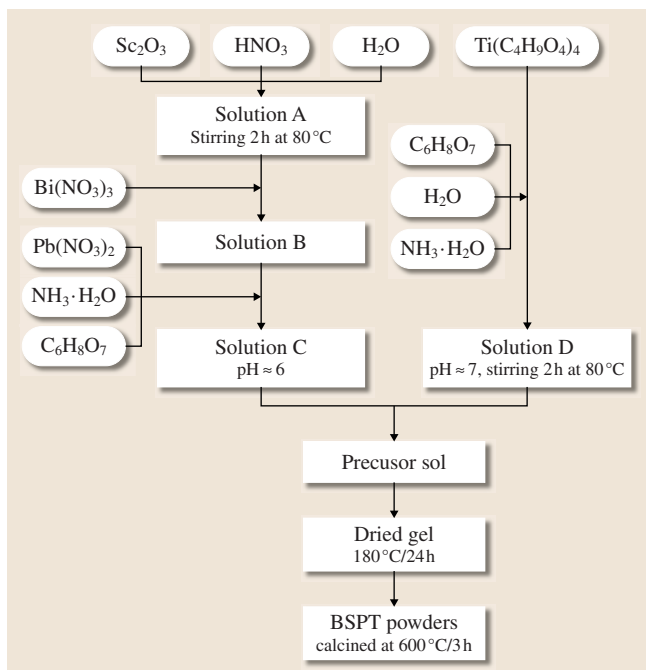 Sc₂O₃
HNO₃
H₂O
Ti(C₄H₉O₄)₄
Solution A
Stirring 2h at 80°C
C₆H₈O₇
Bi(NO₃)₃
H₂O
Pb(NO₃)₂
Solution B
NH₃·H₂O
NH₃·H₂O
C₆H₈O₇
Solution C
pH≈6
Solution D
pH≈7, stirring 2h at 80°C
Precusor sol
Dried gel
180°C/24h
BSPT powders
calcined at 600°C/3h